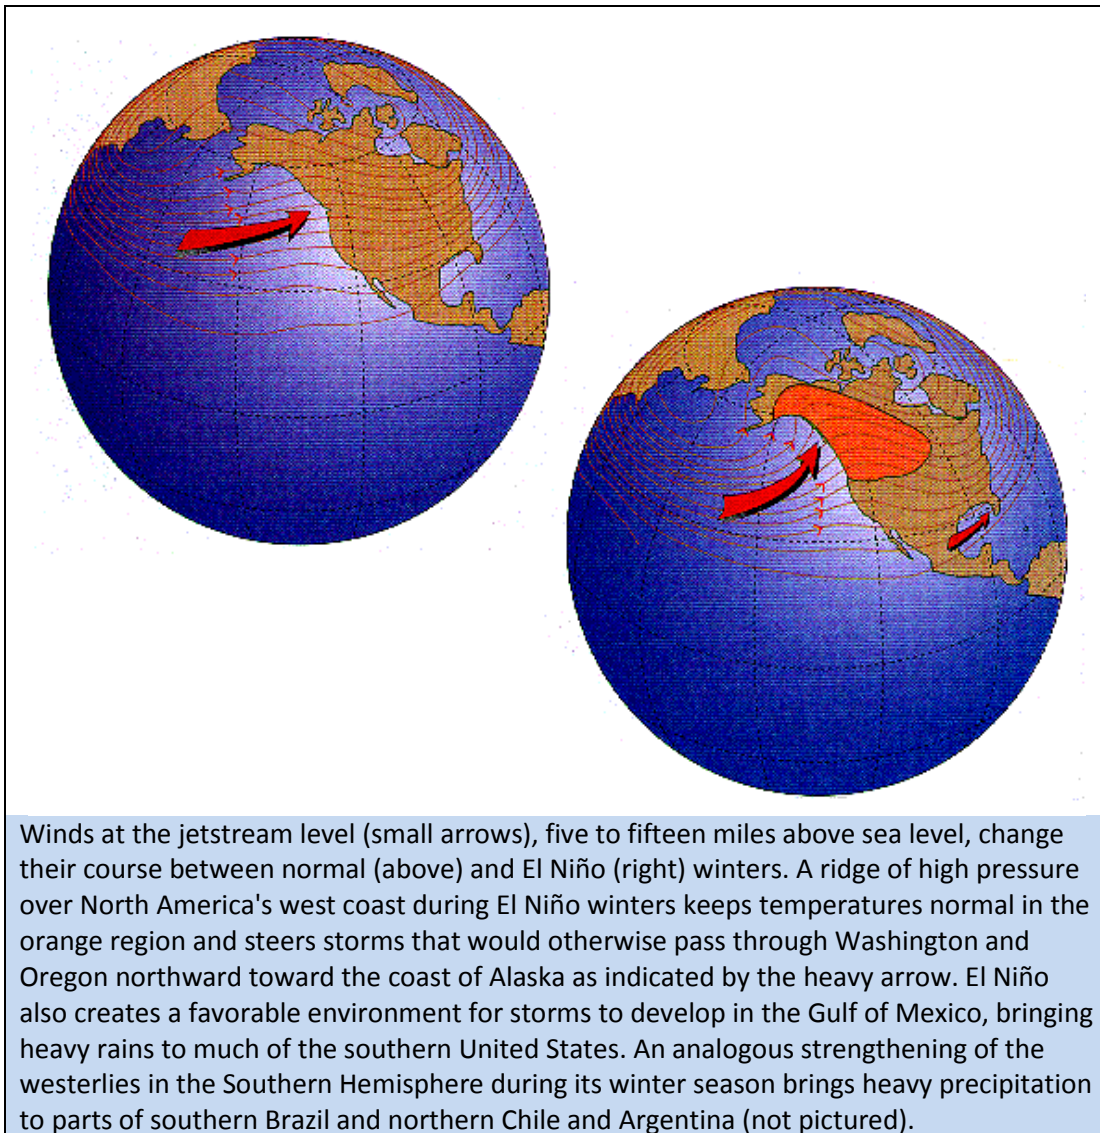 Winds at the jetstream level (small arrows), five to fifteen miles above sea level, change
their course between normal (above) and El Niño (right) winters. A ridge of high pressure
over North America's west coast during El Niño winters keeps temperatures normal in the
orange region and steers storms that would otherwise pass through Washington and
Oregon northward toward the coast of Alaska as indicated by the heavy arrow. El Niño
also creates a favorable environment for storms to develop in the Gulf of Mexico, bringing
heavy rains to much of the southern United States. An analogous strengthening of the
westerlies in the Southern Hemisphere during its winter season brings heavy precipitation
to parts of southern Brazil and northern Chile and Argentina (not pictured).